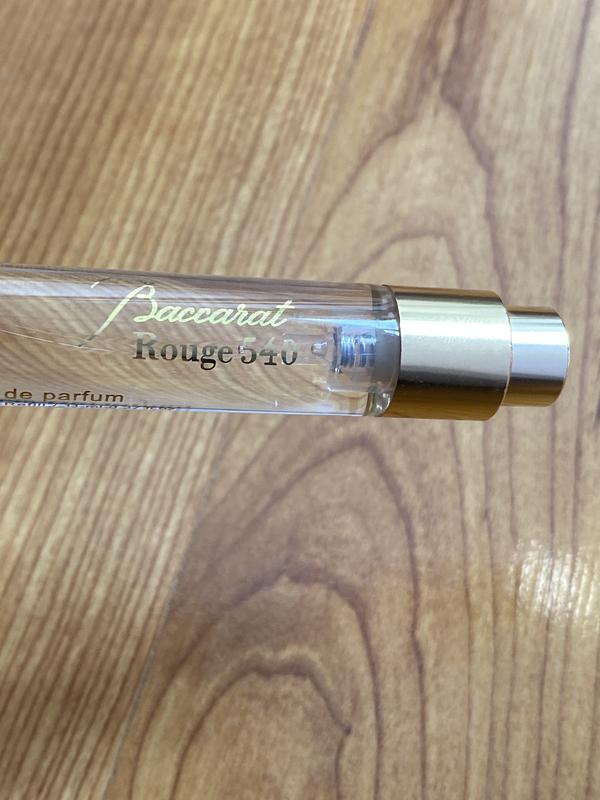 Baccarat
Rouge 540
de parfum